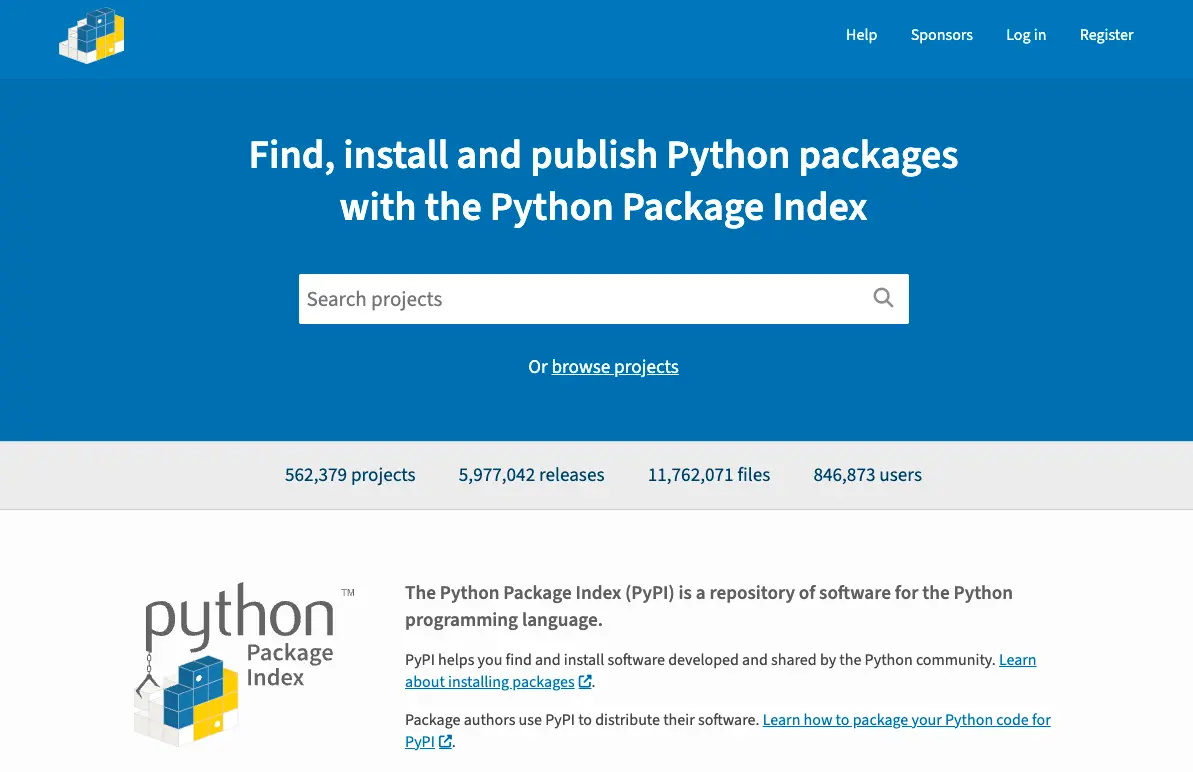 Help Sponsors Log in Register
Find, install and publish Python packages
with the Python Package Index
Search projects
Or browse projects
562,379 projects 5,977,042 releases 11,762,071 files 846,873 users
python™
Package
Index
The Python Package Index (PyPI) is a repository of software for the Python
programming language.
PyPI helps you find and install software developed and shared by the Python community. Learn
about installing packages.
Package authors use PyPI to distribute their software. Learn how to package your Python code for
PyPI.